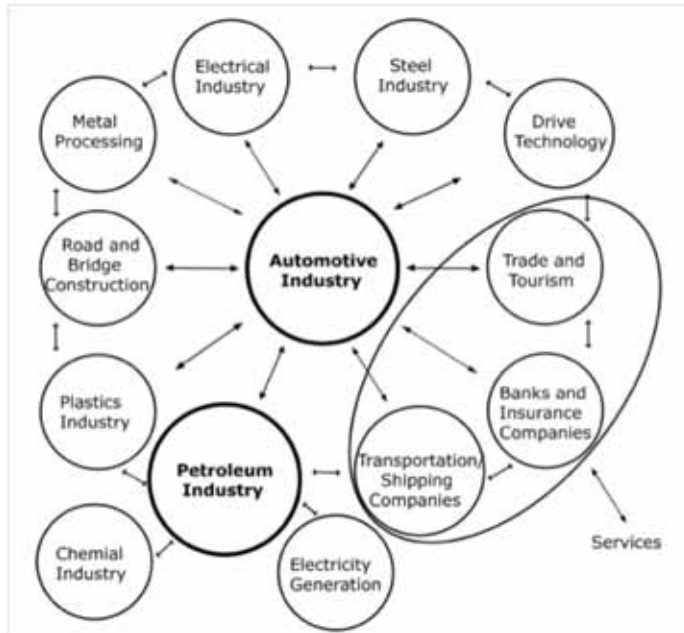 Electrical
Industry
Steel
Industry
Metal
Processing
Drive
Technology
Road and
Bridge
Construction
Automotive
Industry
Trade and
Tourism
Plastics
Industry
Banks and
Insurance
Companies
Petroleum
Industry
Transportation/
Shipping
Companies
Chemial
Industry
Electricity
Generation
Services